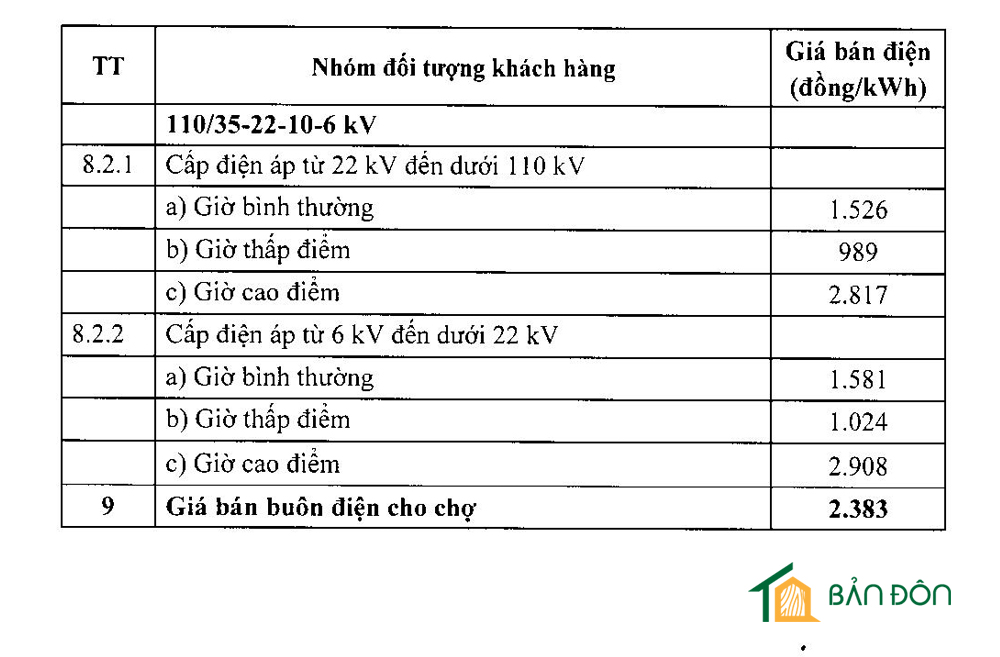 TT Nhóm đối tượng khách hàng Giá bán điện
(đồng/kWh)
110/35-22-10-6 kV
8.2.1 Cấp điện áp từ 22 kV đến dưới 110 kV
a) Giờ bình thường 1.526
b) Giờ thấp điểm 989
c) Giờ cao điểm 2.817
8.2.2 Cấp điện áp từ 6 kV đến dưới 22 kV
a) Giờ bình thường 1.581
b) Giờ thấp điểm 1.024
c) Giờ cao điểm 2.908
9 Giá bán buôn điện cho chợ 2.383
BẢN ĐÔN